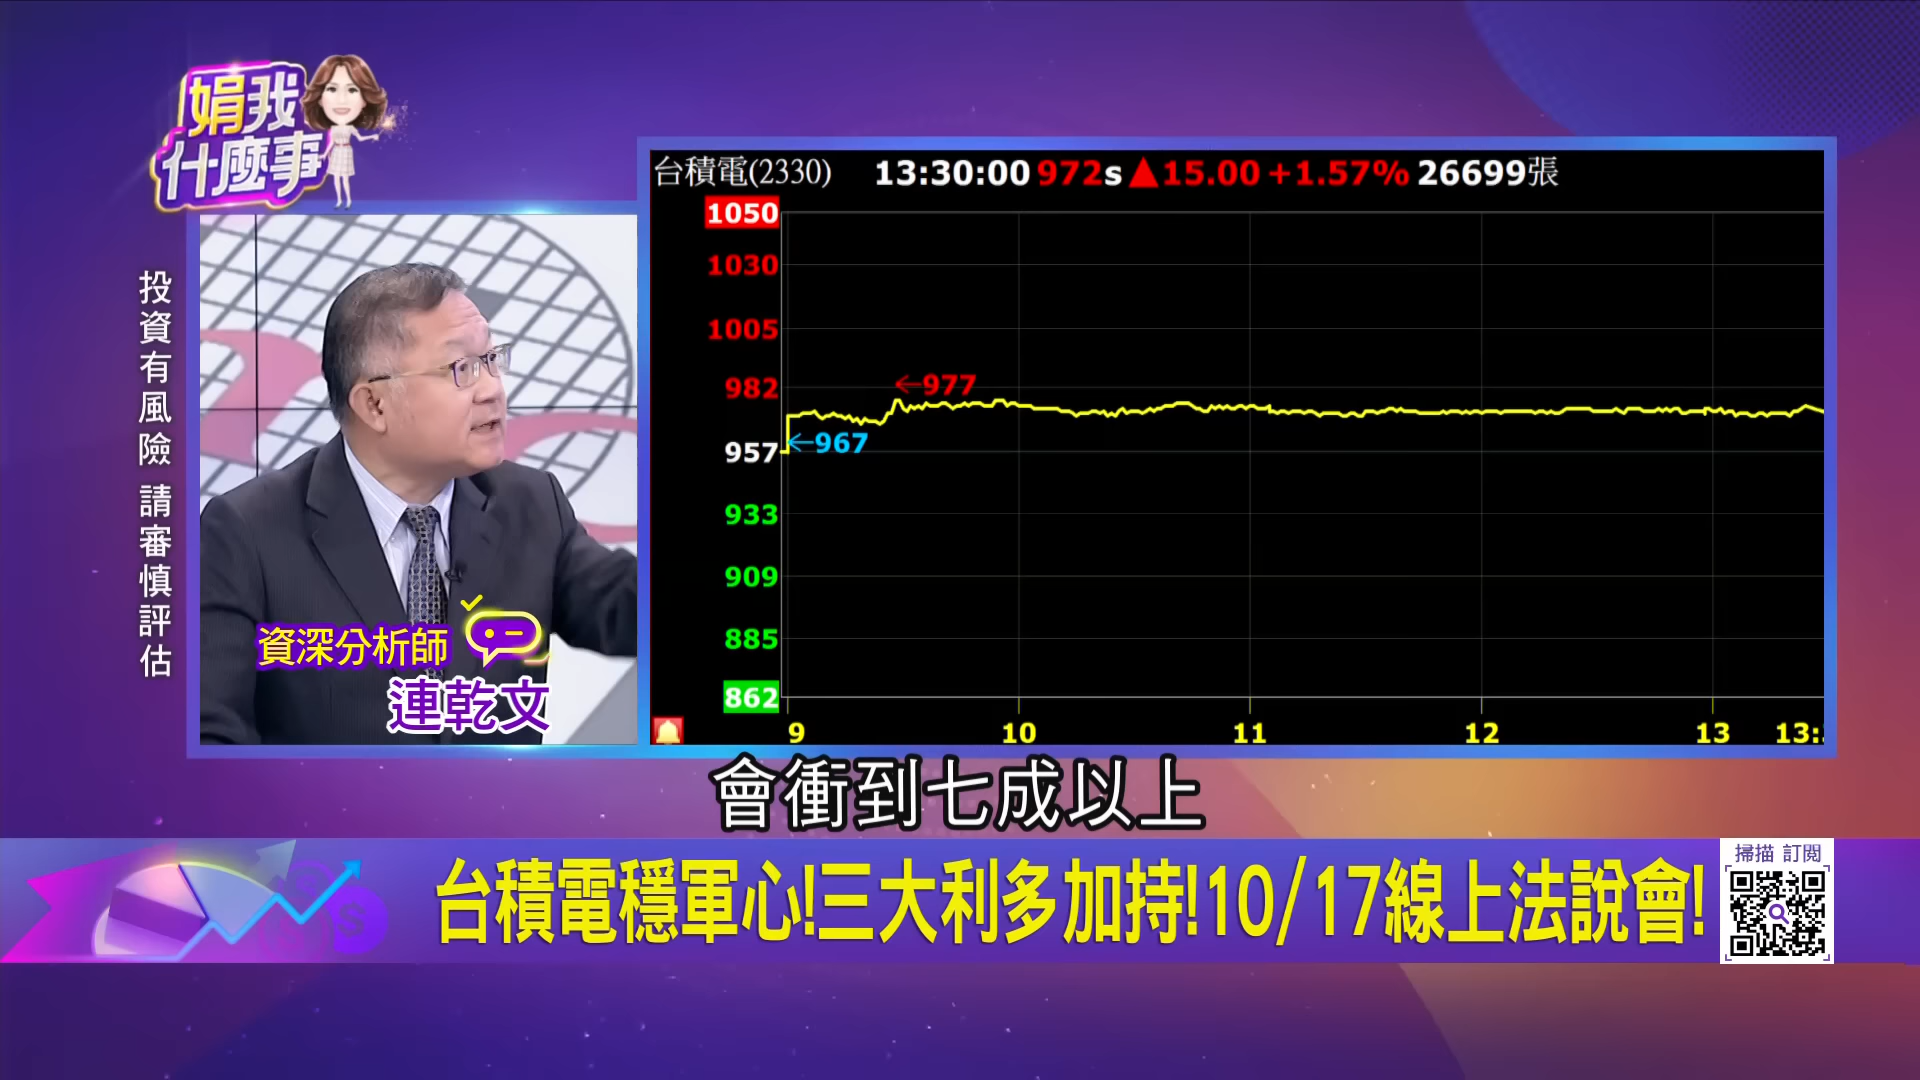 娟我
什麼事
投資有風險 請審慎評估
台積電(2330) 13:30:00 972s ▲15.00 +1.57% 26699張
1050
1030
1005
982
←977
←967
957
933
909
885
862
9 10 11 12 13 13:
資深分析師
連乾文
會衝到七成以上
台積電穩軍心!三大利多加持!10/17線上法說會!
掃描 訂閱